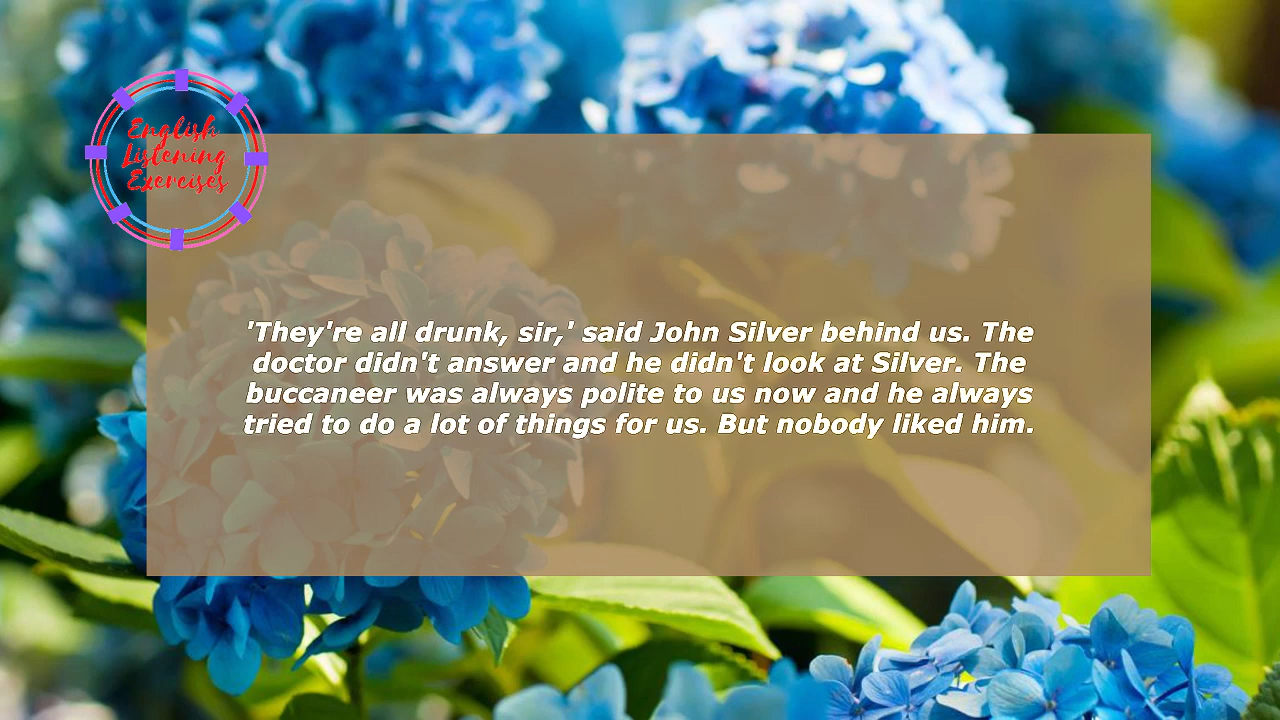 English
Listening
Exercises
'They're all drunk, sir,' said John Silver behind us. The
doctor didn't answer and he didn't look at Silver. The
buccaneer was always polite to us now and he always
tried to do a lot of things for us. But nobody liked him.